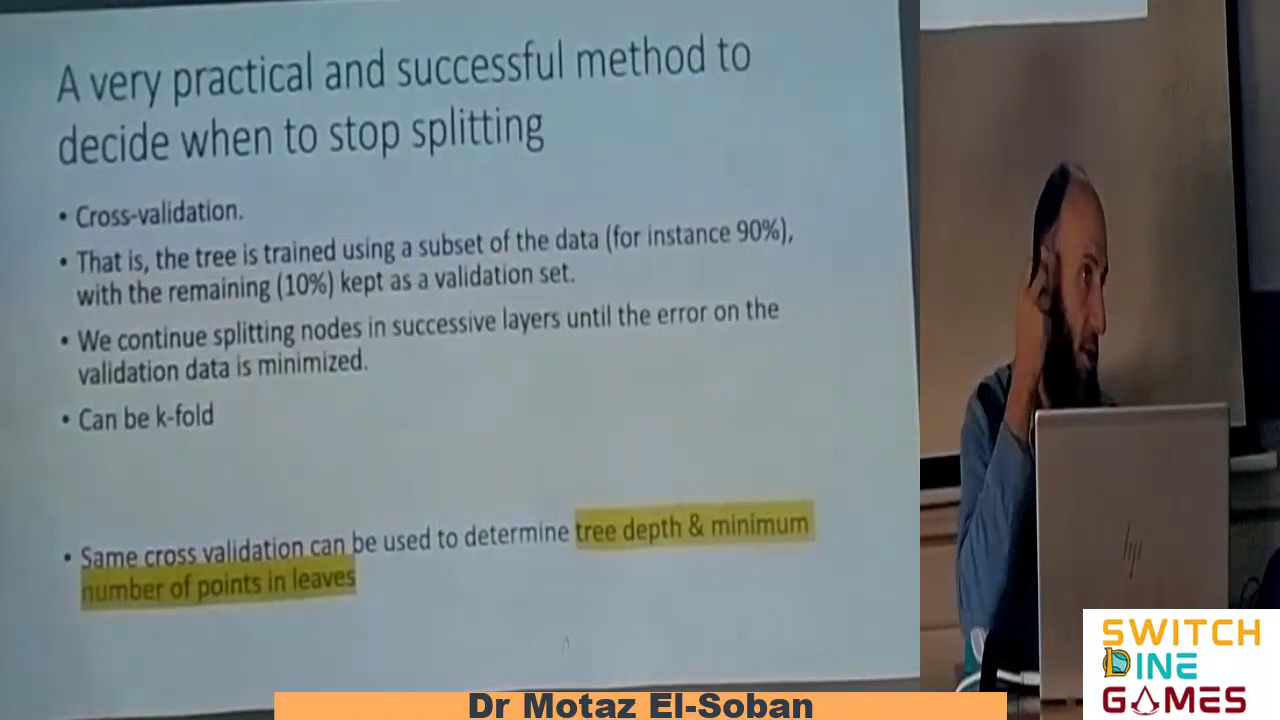 A very practical and successful method to
decide when to stop splitting
• Cross-validation.
• That is, the tree is trained using a subset of the data (for instance 90%),
with the remaining (10%) kept as a validation set.
• We continue splitting nodes in successive layers until the error on the
validation data is minimized.
• Can be k-fold
• Same cross validation can be used to determine tree depth & minimum
number of points in leaves
hp
SWITCH
DINE
GAMES
Dr Motaz El-Soban